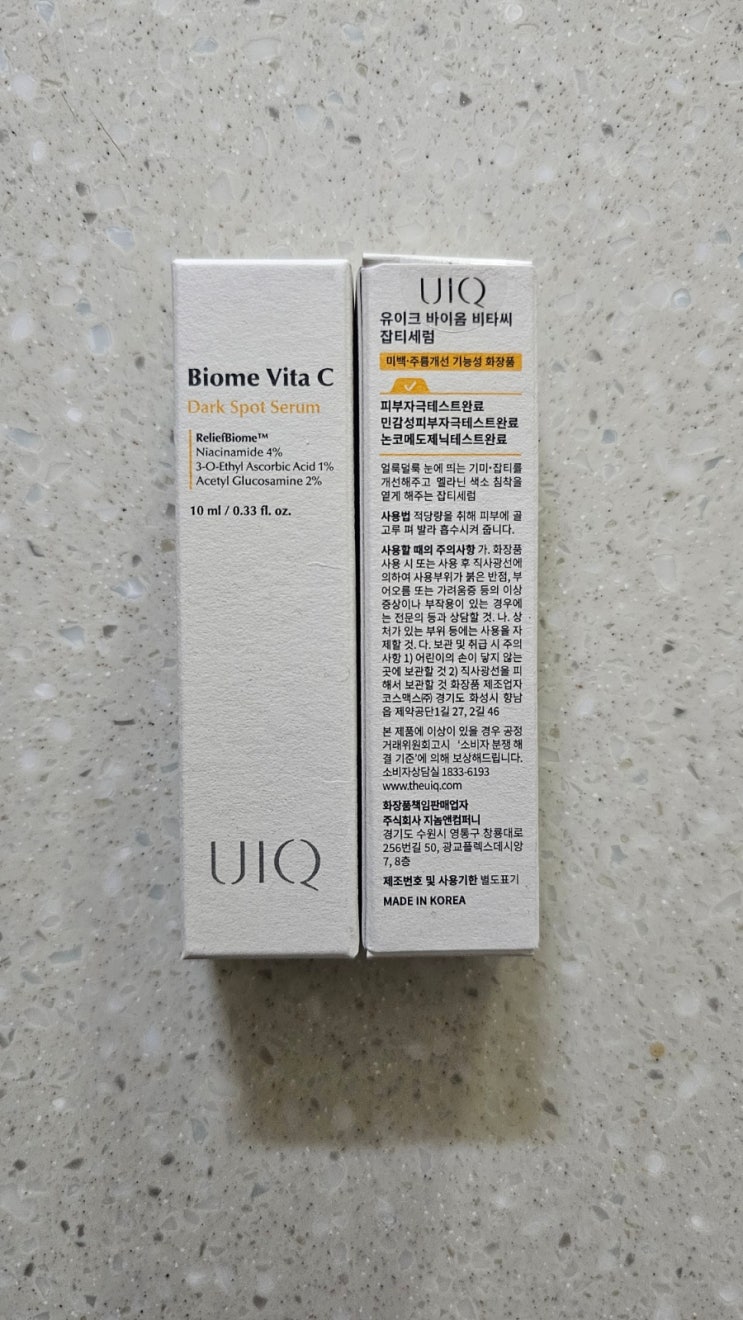 Biome Vita C
Dark Spot Serum
ReliefBiome™
Niacinamide 4%
3-O-Ethyl Ascorbic Acid 1%
Acetyl Glucosamine 2%
10 ml / 0.33 fl. oz.
UIQ
UIQ
유이크 바이옴 비타씨
잡티세럼
미백·주름개선 기능성 화장품
피부자극테스트완료
민감성피부자극테스트완료
논코메도제닉테스트완료
얼룩덜룩 눈에 띄는 기미·잡티를
개선해주고 멜라닌 색소 침착을
옅게 해주는 잡티세럼
사용법 적당량을 취해 피부에 골
고루 펴 발라 흡수시켜 줍니다.
사용할 때의 주의사항 가. 화장품
사용 시 또는 사용 후 직사광선에
의하여 사용부위가 붉은 반점, 부
어오름 또는 가려움증 등의 이상
증상이나 부작용이 있는 경우에
는 전문의 등과 상담할 것. 나. 상
처가 있는 부위 등에는 사용을 자
제할 것. 다. 보관 및 취급 시 주의
사항 1) 어린이의 손이 닿지 않는
곳에 보관할 것 2) 직사광선을 피
해서 보관할 것 화장품 제조업자
코스맥스㈜ 경기도 화성시 향남
읍 제약공단1길 27, 2길 46
본 제품에 이상이 있을 경우 공정
거래위원회고시 ‘소비자 분쟁 해
결 기준’에 의해 보상해드립니다.
소비자상담실 1833-6193
www.theuiq.com
화장품책임판매업자
주식회사 지놈앤컴퍼니
경기도 수원시 영통구 창룡대로
256번길 50, 광교플렉스데시앙
7, 8층
제조번호 및 사용기한 별도표기
MADE IN KOREA